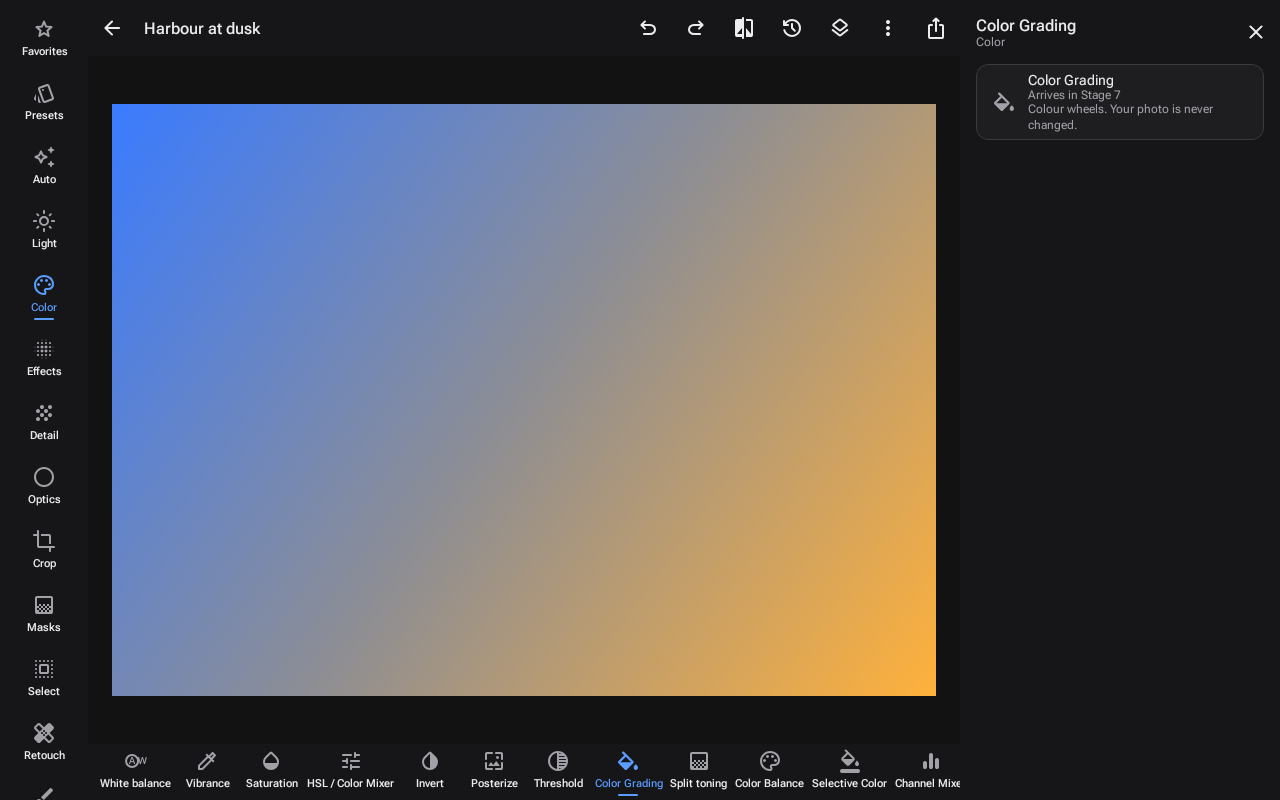 Favorites
Presets
Auto
Light
Color
Effects
Detail
Optics
Crop
Masks
Select
Retouch
Harbour at dusk
Color Grading
Color
Color Grading
Arrives in Stage 7
Colour wheels. Your photo is never
changed.
White balance
Vibrance
Saturation
HSL / Color Mixer
Invert
Posterize
Threshold
Color Grading
Split toning
Color Balance
Selective Color
Channel Mixe